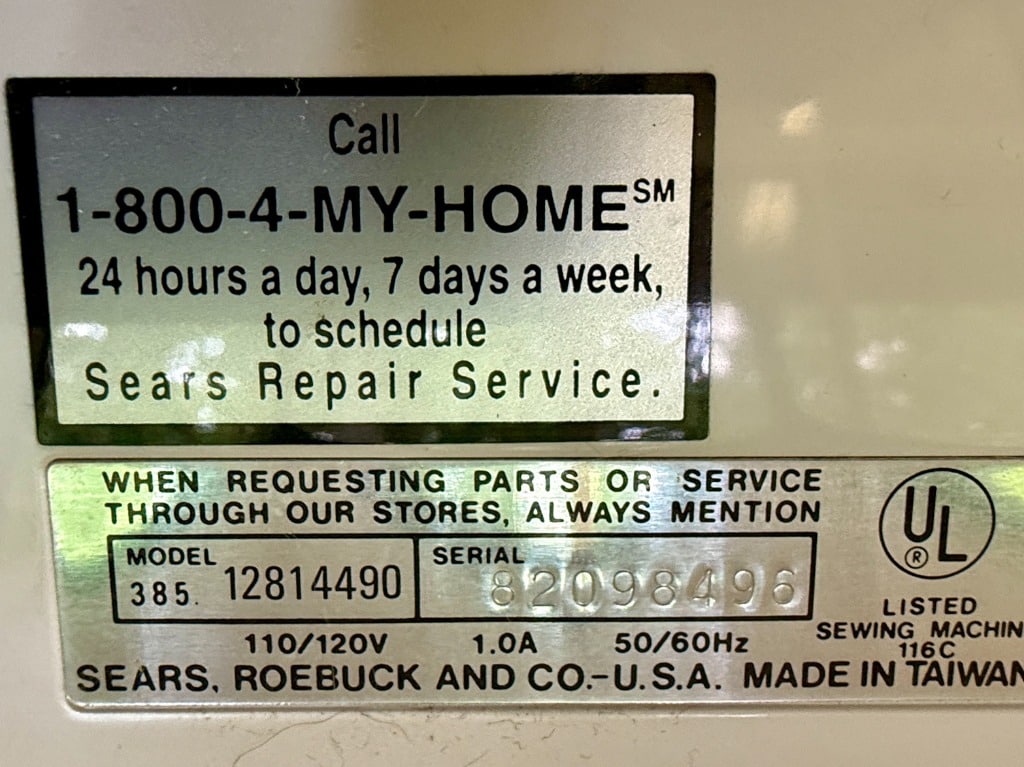 Call
1-800-4-MY-HOME℠
24 hours a day, 7 days a week,
to schedule
Sears Repair Service.
WHEN REQUESTING PARTS OR SERVICE
THROUGH OUR STORES, ALWAYS MENTION
MODEL
385. 12814490
SERIAL
82098496
110/120V 1.0A 50/60Hz
SEARS, ROEBUCK AND CO.-U.S.A. MADE IN TAIWAN
UL
®
LISTED
SEWING MACHIN
116C